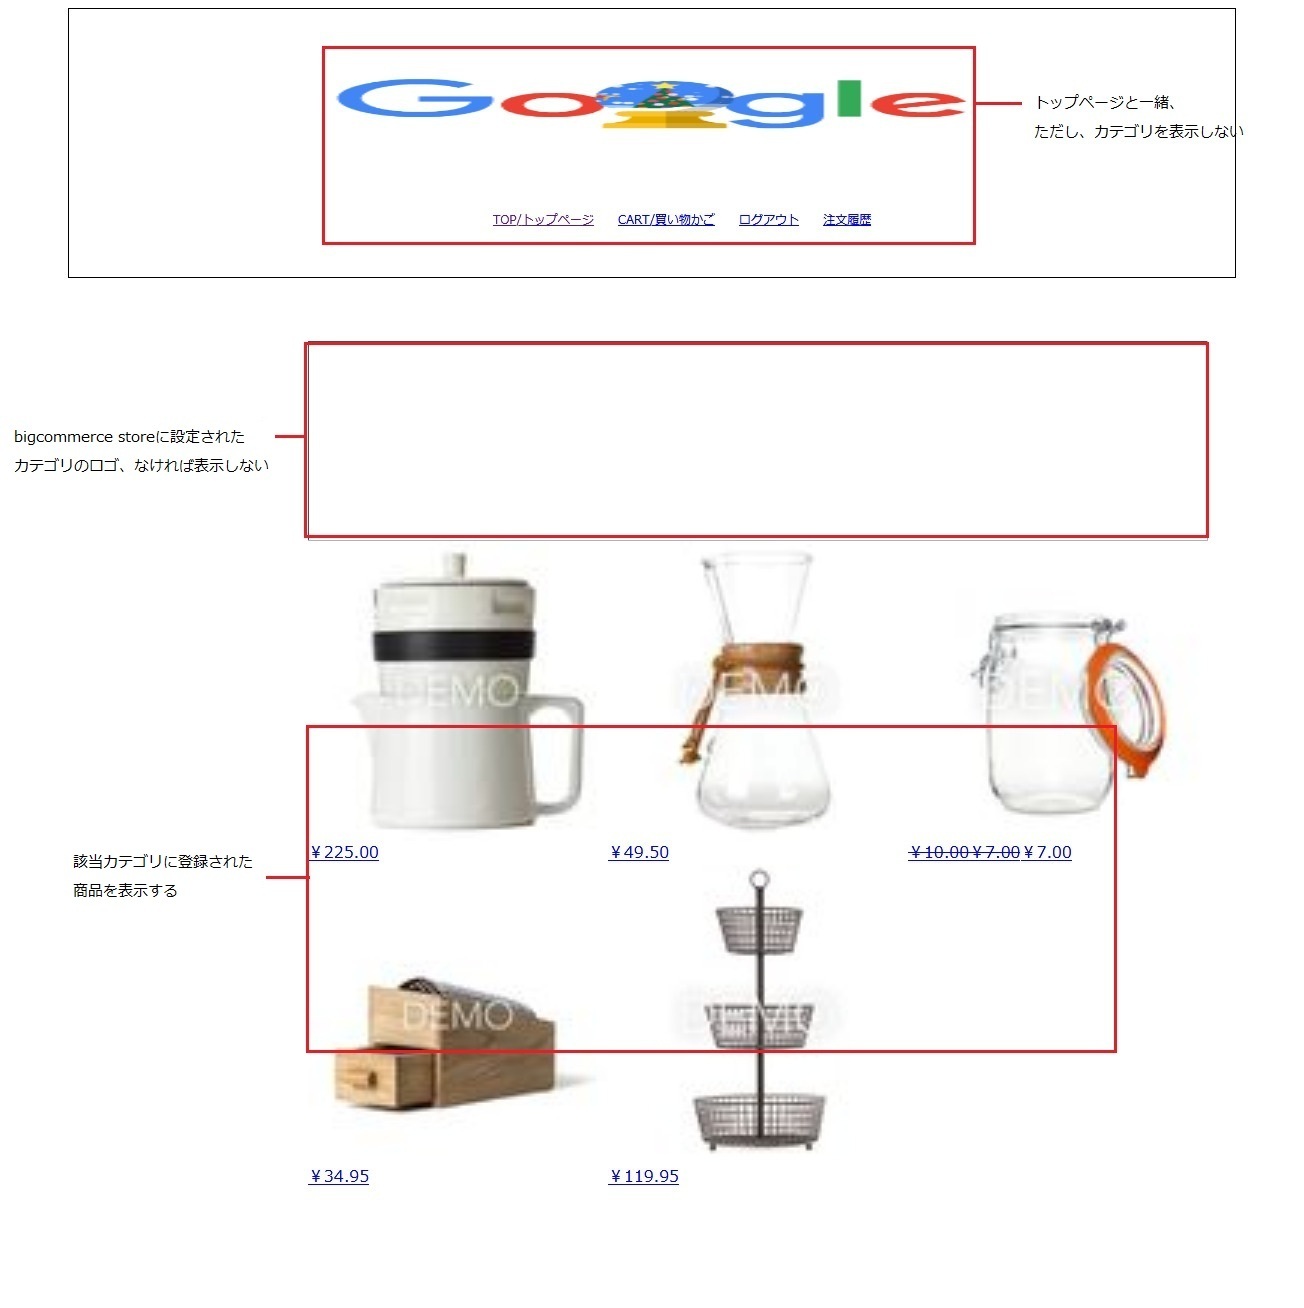 Google
トップページと一緒、
ただし、カテゴリを表示しない
TOP/トップページ CART/買い物かご ログアウト 注文履歴
bigcommerce storeに設定された
カテゴリのロゴ、なければ表示しない
DEMO DEMO DEMO
￥225.00 ￥49.50 ￥10.00￥7.00￥7.00
該当カテゴリに登録された
商品を表示する
DEMO DEMO
￥34.95 ￥119.95